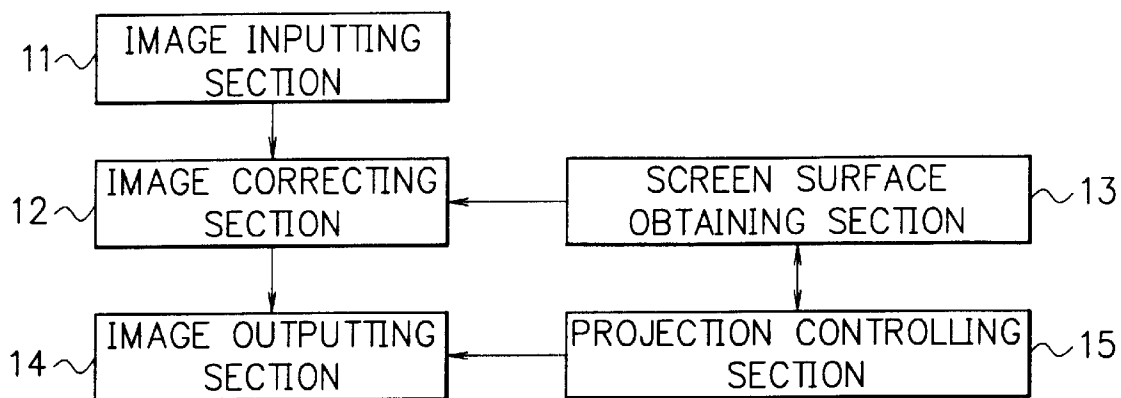 11
IMAGE INPUTTING
SECTION
12
IMAGE CORRECTING
SECTION
SCREEN SURFACE
OBTAINING SECTION
13
14
IMAGE OUTPUTTING
SECTION
PROJECTION CONTROLLING
SECTION
15